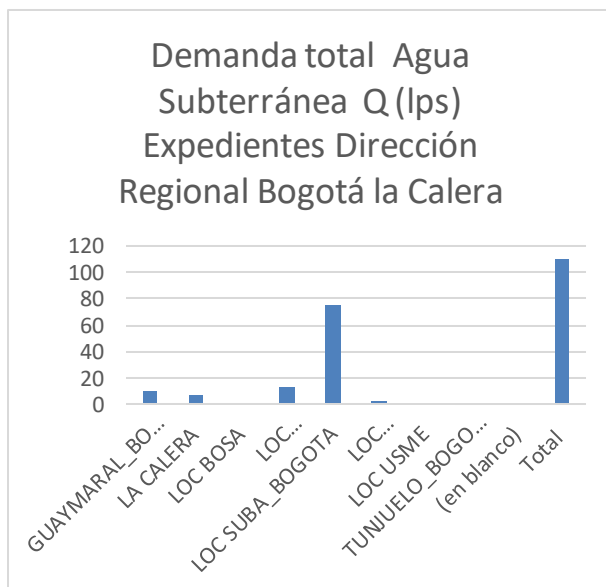 Demanda total Agua
Subterránea Q (lps)
Expedientes Dirección
Regional Bogotá la Calera
120
100
80
60
40
20
0
GUAYMARAL_BO...
LA CALERA
LOC BOSA
LOC...
LOC SUBA_BOGOTA
LOC...
LOC USME
TUNJUELO_BOGO...
(en blanco)
Total